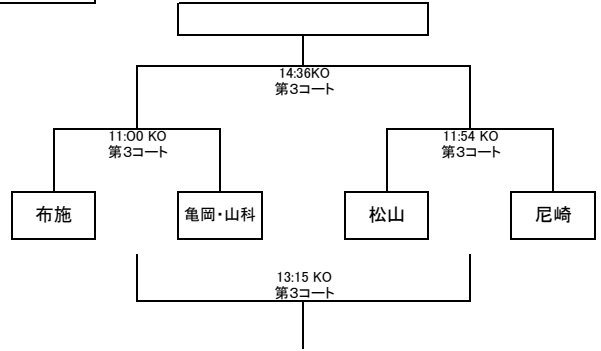 14:36KO
第3コート
11:00 KO
第3コート
11:54 KO
第3コート
布施
亀岡・山科
松山
尼崎
13:15 KO
第3コート